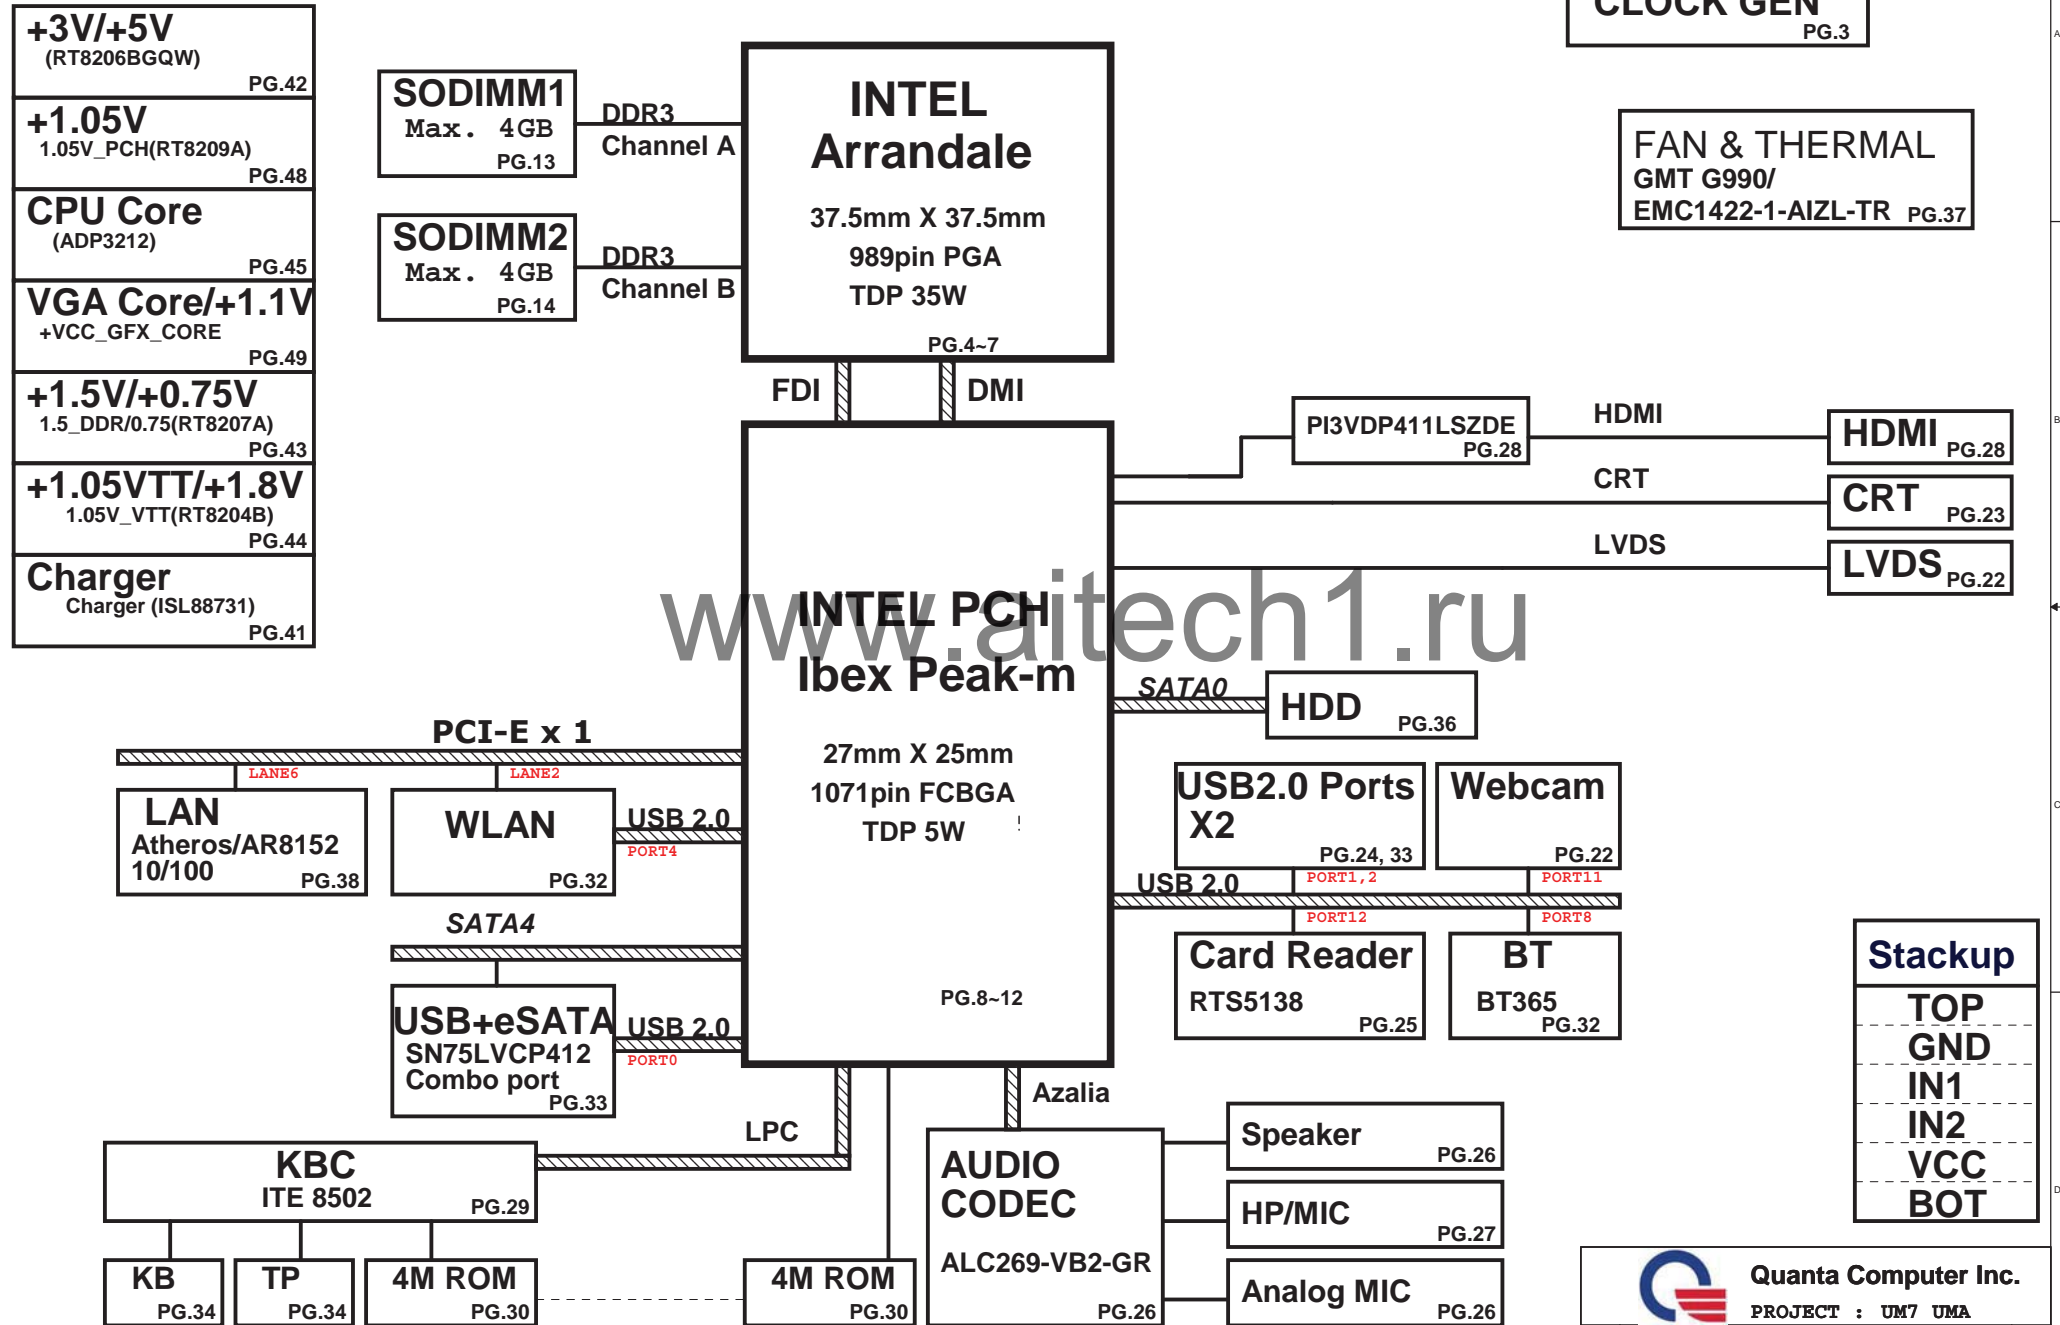 +3V/+5V
(RT8206BGQW)
PG.42
+1.05V
1.05V_PCH(RT8209A)
PG.48
CPU Core
(ADP3212)
PG.45
VGA Core/+1.1V
+VCC_GFX_CORE
PG.49
+1.5V/+0.75V
1.5_DDR/0.75(RT8207A)
PG.43
+1.05VTT/+1.8V
1.05V_VTT(RT8204B)
PG.44
Charger
Charger (ISL88731)
PG.41
SODIMM1
Max. 4GB
PG.13
DDR3
Channel A
SODIMM2
Max. 4GB
PG.14
DDR3
Channel B
INTEL
Arrandale
37.5mm X 37.5mm
989pin PGA
TDP 35W
PG.4~7
CLOCK GEN
PG.3
FAN & THERMAL
GMT G990/
EMC1422-1-AIZL-TR PG.37
FDI
DMI
PI3VDP411LSZDE
PG.28
HDMI
HDMI PG.28
CRT
CRT PG.23
LVDS
LVDS PG.22
www.aitech1.ru
INTEL PCH
Ibex Peak-m
27mm X 25mm
1071pin FCBGA
TDP 5W
PG.8~12
SATA0
HDD PG.36
PCI-E x 1
LANE6
LANE2
LAN
Atheros/AR8152
10/100 PG.38
WLAN
PG.32
USB 2.0
PORT4
SATA4
USB+eSATA
SN75LVCP412
Combo port
PG.33
USB 2.0
PORT0
USB2.0 Ports
X2
PG.24, 33
Webcam
PG.22
USB 2.0
PORT1,2
PORT11
PORT12
PORT8
Card Reader
RTS5138
PG.25
BT
BT365
PG.32
Stackup
TOP
GND
IN1
IN2
VCC
BOT
LPC
Azalia
KBC
ITE 8502
PG.29
KB
PG.34
TP
PG.34
4M ROM
PG.30
4M ROM
PG.30
AUDIO
CODEC
ALC269-VB2-GR
PG.26
Speaker
PG.26
HP/MIC
PG.27
Analog MIC
PG.26
Quanta Computer Inc.
PROJECT : UM7 UMA
A
B
C
D